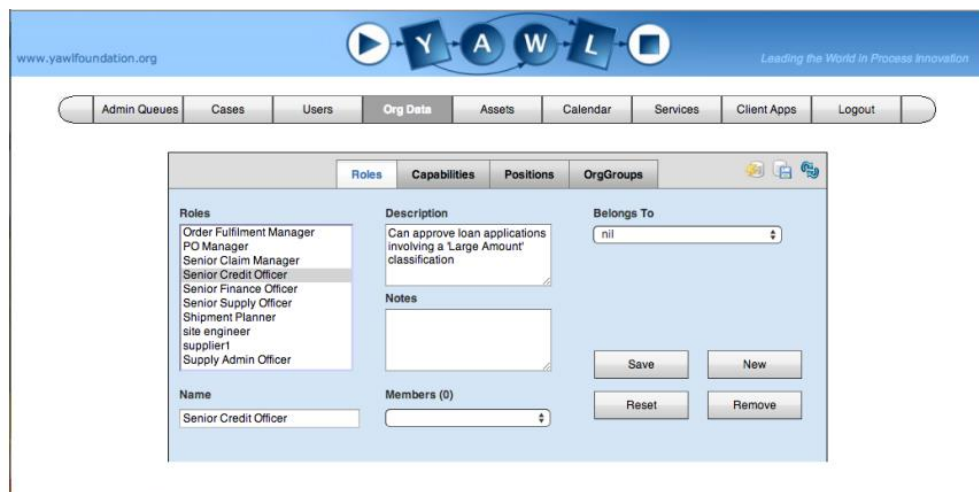 YAWL
www.yawlfoundation.org
Leading the World in Process Innovation
Admin Queues Cases Users Org Data Assets Calendar Services Client Apps Logout
Roles Capabilities Positions OrgGroups
Roles
Order Fulfilment Manager
PO Manager
Senior Claim Manager
Senior Credit Officer
Senior Finance Officer
Senior Supply Officer
Shipment Planner
site engineer
supplier1
Supply Admin Officer
Name
Senior Credit Officer
Description
Can approve loan applications
involving a 'Large Amount'
classification
Notes
Members (0)
Belongs To
nil
Save New
Reset Remove